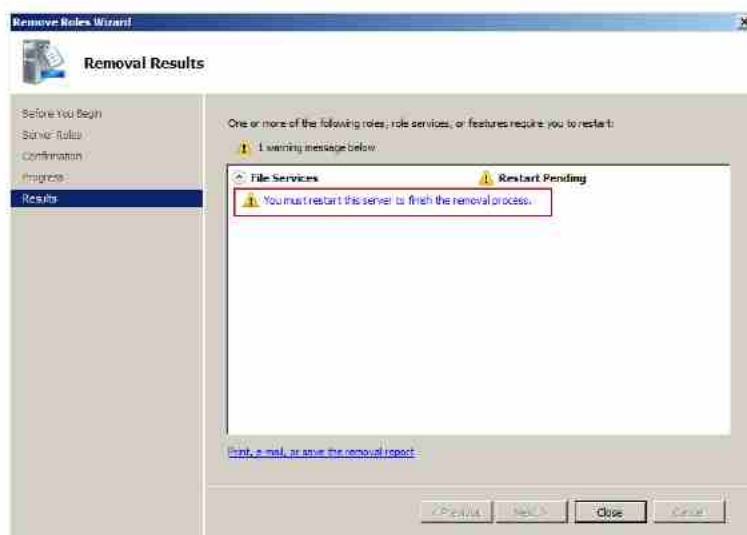 Remove Roles Wizard
Removal Results
Before You Begin
Server Roles
Confirmation
Progress
Results
One or more of the following roles, role services, or features require you to restart:
1 warning message below
File Services
Restart Pending
You must restart this server to finish the removal process.
Print, e-mail, or save the removal report
< Previous
Next >
Close
Cancel